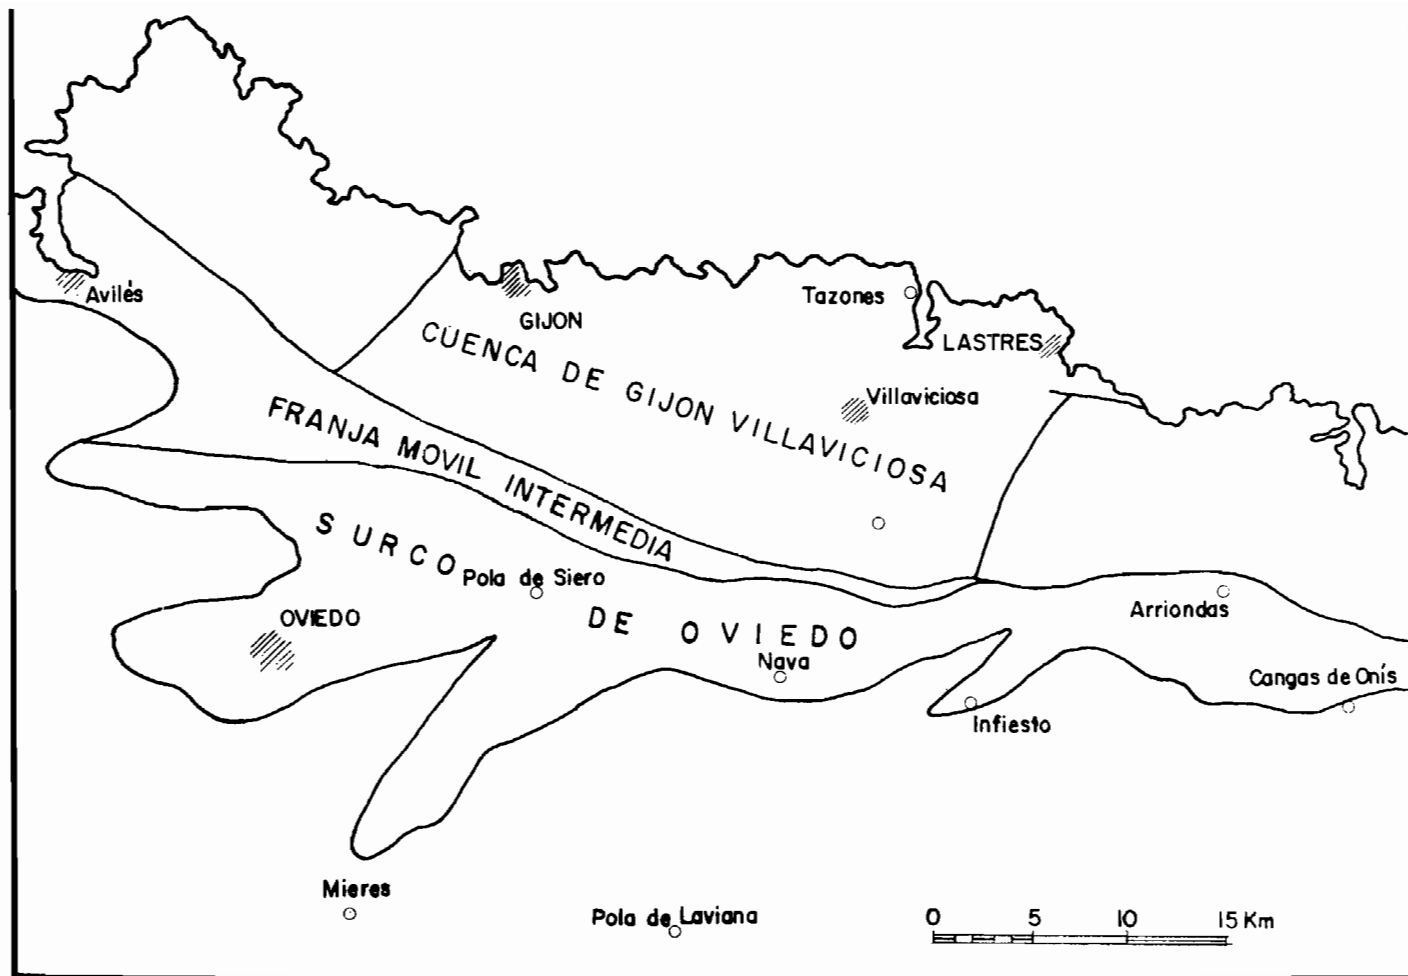 Avilés
GIJON
Tazones
LASTRES
Villaviciosa
CUENCA DE GIJON VILLAVICIOSA
FRANJA MOVIL INTERMEDIA
SURCO DE OVIEDO
Pola de Siero
OVIEDO
Nava
Arriondas
Cangas de Onís
Infiesto
Mieres
Pola de Laviana
0 5 10 15 Km